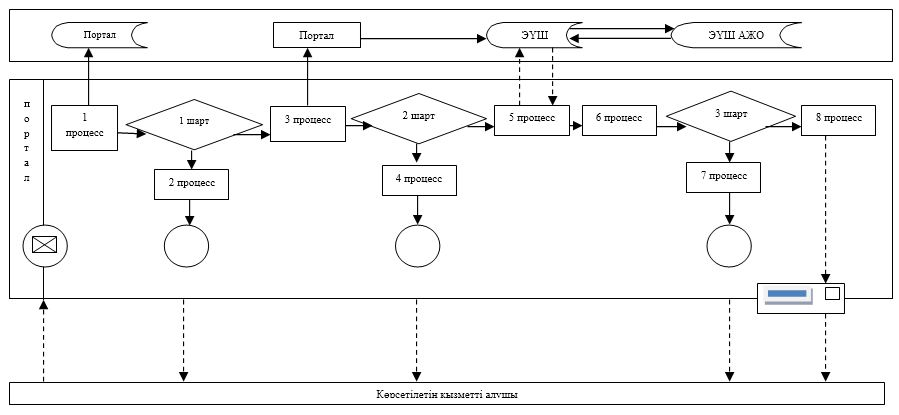 Портал
Портал
ЭҮШ
ЭҮШ АЖО
портал
1
процесс
1 шарт
3 процесс
2 шарт
5 процесс
6 процесс
3 шарт
8 процесс
2 процесс
4 процесс
7 процесс
Көрсетілетін қызметті алушы